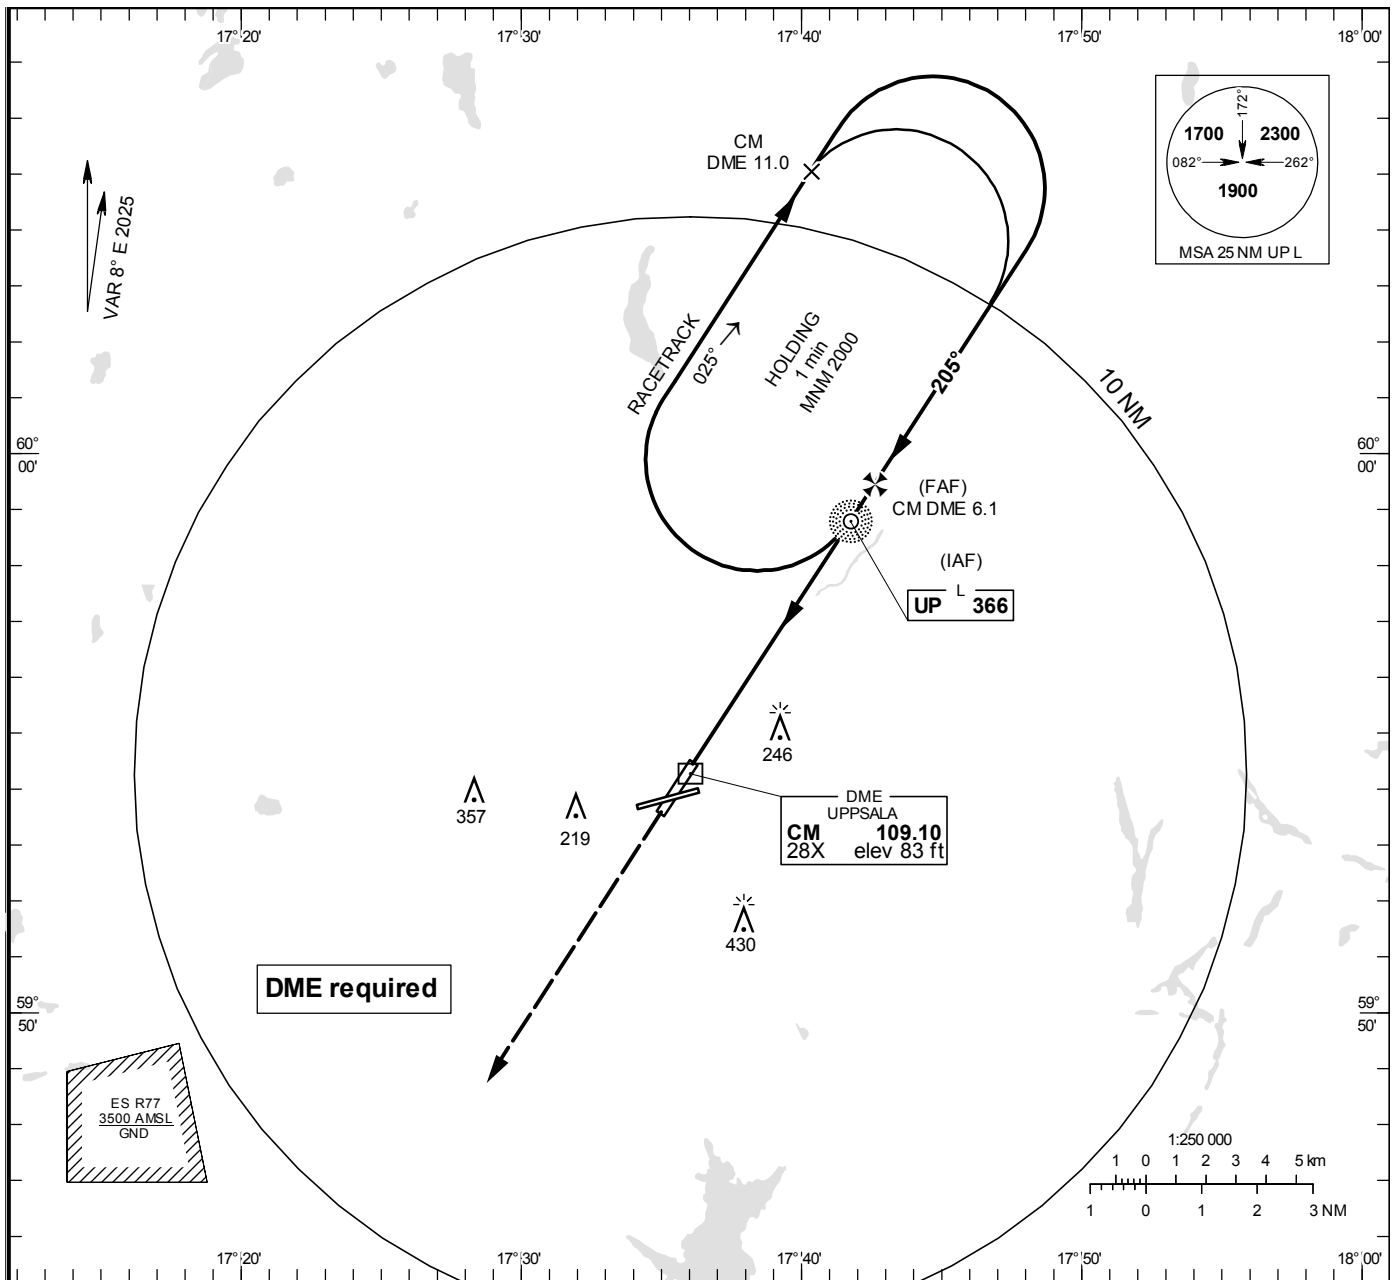 17°20'
17°30'
17°40'
17°50'
18°00'
172°
1700
2300
082°
262°
1900
MSA 25 NM UP L
CM
DME 11.0
VAR 8° E 2025
RACETRACK
025°
HOLDING
1 min
MNM 2000
205°
10 NM
60°
00'
60°
00'
(FAF)
CM DME 6.1
(IAF)
L
UP 366
246
357
219
DME
UPPSALA
CM 109.10
28X elev 83 ft
430
DME required
59°
50'
59°
50'
ES R77
3500 AMSL
GND
1:250 000
1 0 1 2 3 4 5 km
1 0 1 2 3 NM
17°20'
17°30'
17°40'
17°50'
18°00'